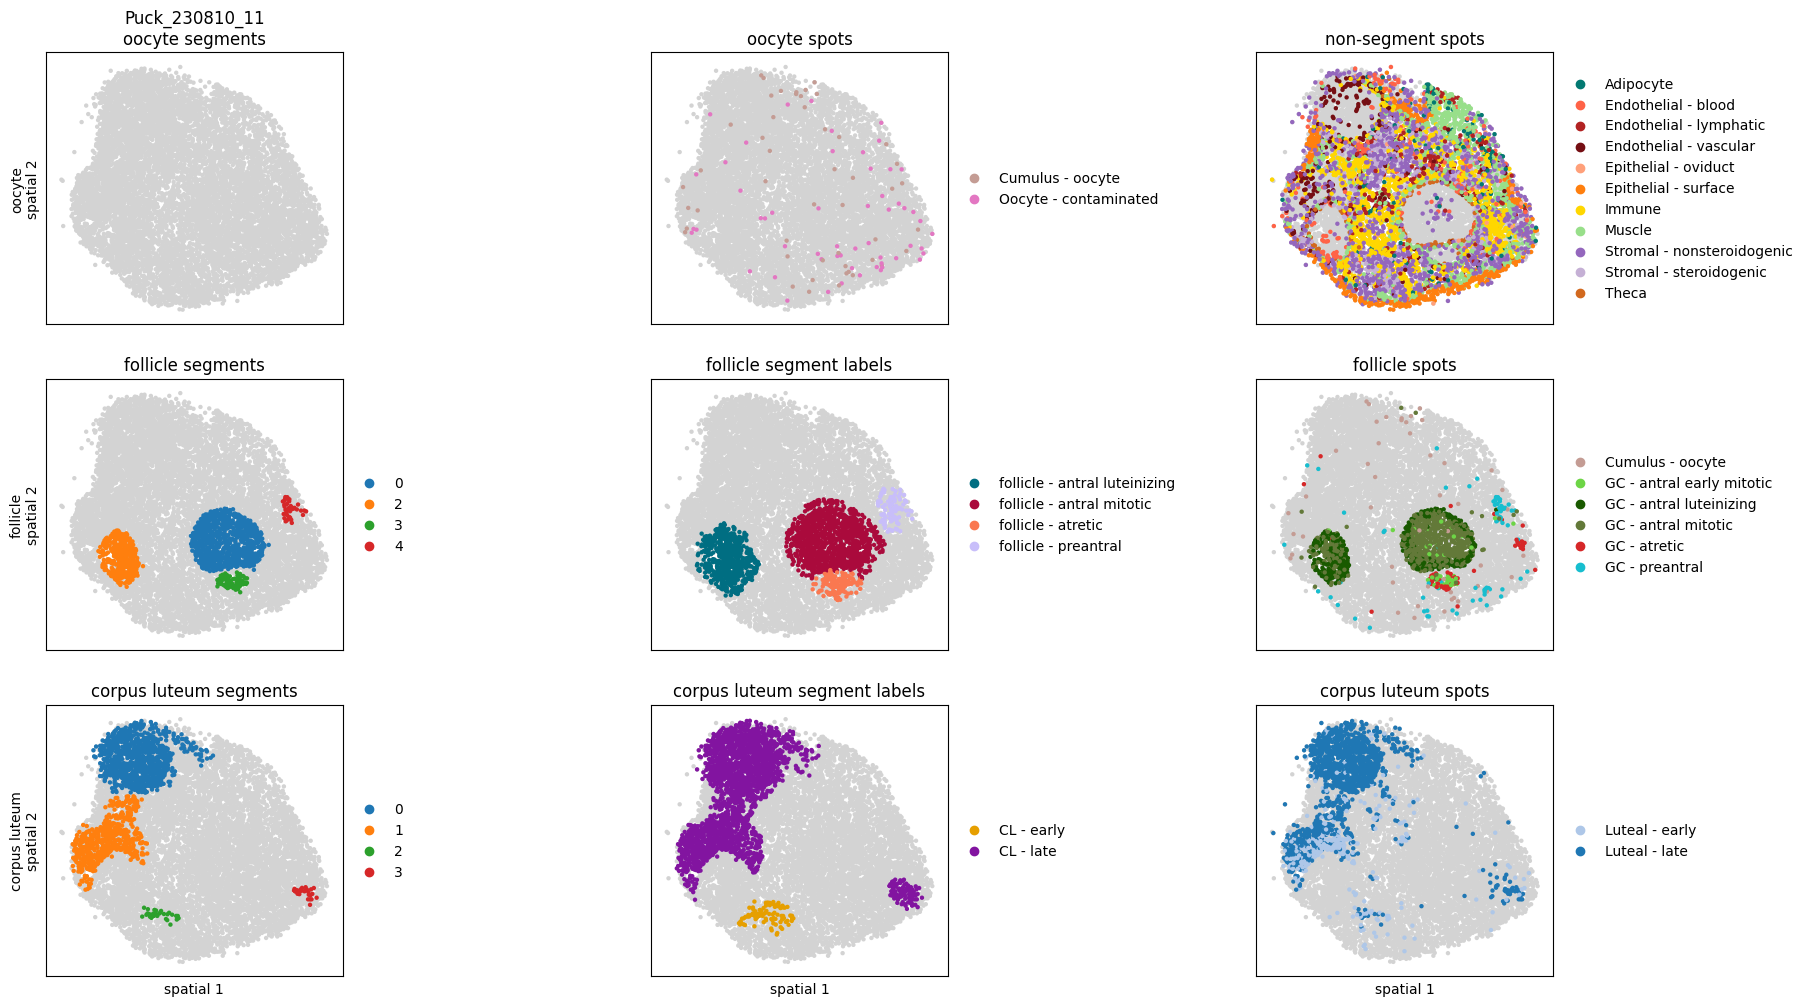 Puck_230810_11
oocyte segments
oocyte spots
non-segment spots
oocyte
spatial 2
Cumulus - oocyte
Oocyte - contaminated
Adipocyte
Endothelial - blood
Endothelial - lymphatic
Endothelial - vascular
Epithelial - oviduct
Epithelial - surface
Immune
Muscle
Stromal - nonsteroidogenic
Stromal - steroidogenic
Theca
follicle segments
follicle segment labels
follicle spots
follicle
spatial 2
0
2
3
4
follicle - antral luteinizing
follicle - antral mitotic
follicle - atretic
follicle - preantral
Cumulus - oocyte
GC - antral early mitotic
GC - antral luteinizing
GC - antral mitotic
GC - atretic
GC - preantral
corpus luteum segments
corpus luteum segment labels
corpus luteum spots
corpus luteum
spatial 2
0
1
2
3
CL - early
CL - late
Luteal - early
Luteal - late
spatial 1
spatial 1
spatial 1